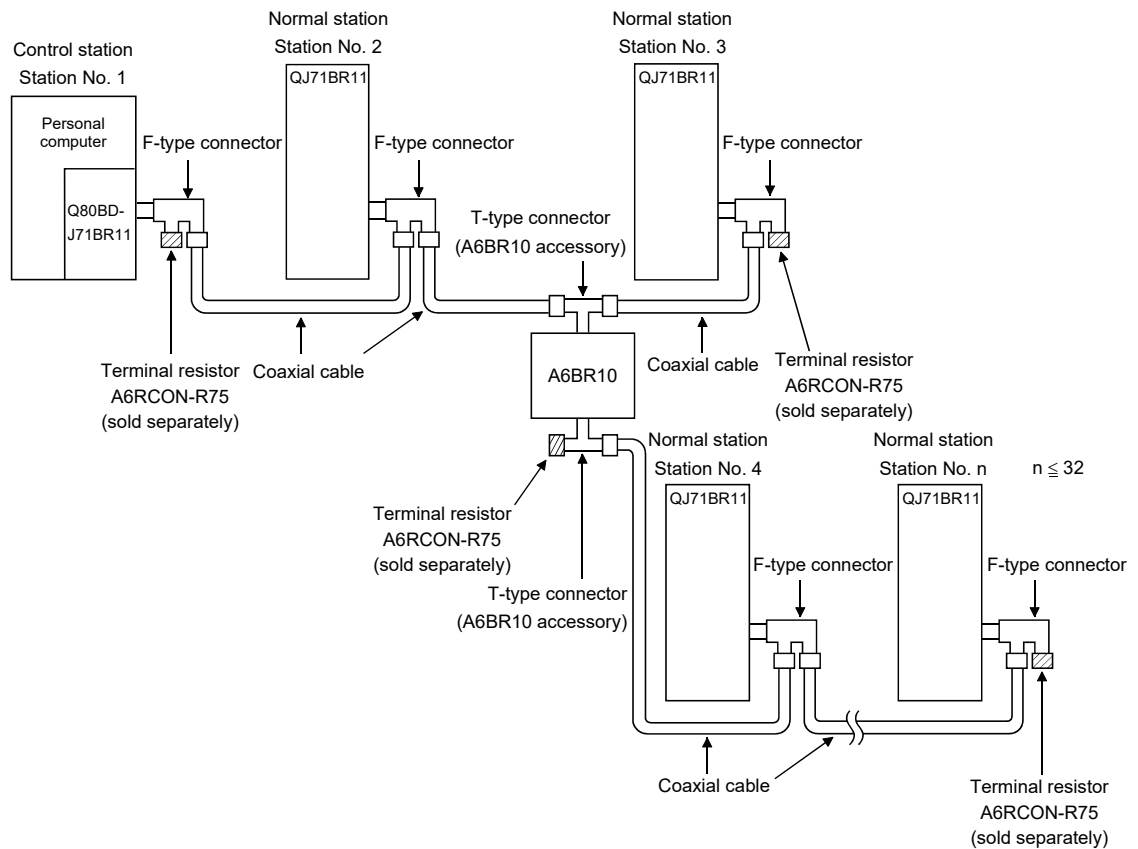 Control station
Station No. 1
Personal
computer
Q80BD-
J71BR11
F-type connector
Normal station
Station No. 2
QJ71BR11
F-type connector
Normal station
Station No. 3
QJ71BR11
F-type connector
T-type connector
(A6BR10 accessory)
Terminal resistor
A6RCON-R75
(sold separately)
Coaxial cable
A6BR10
Coaxial cable
Terminal resistor
A6RCON-R75
(sold separately)
Terminal resistor
A6RCON-R75
(sold separately)
T-type connector
(A6BR10 accessory)
Normal station
Station No. 4
QJ71BR11
F-type connector
Normal station
Station No. n
n ≦ 32
QJ71BR11
F-type connector
Coaxial cable
Terminal resistor
A6RCON-R75
(sold separately)